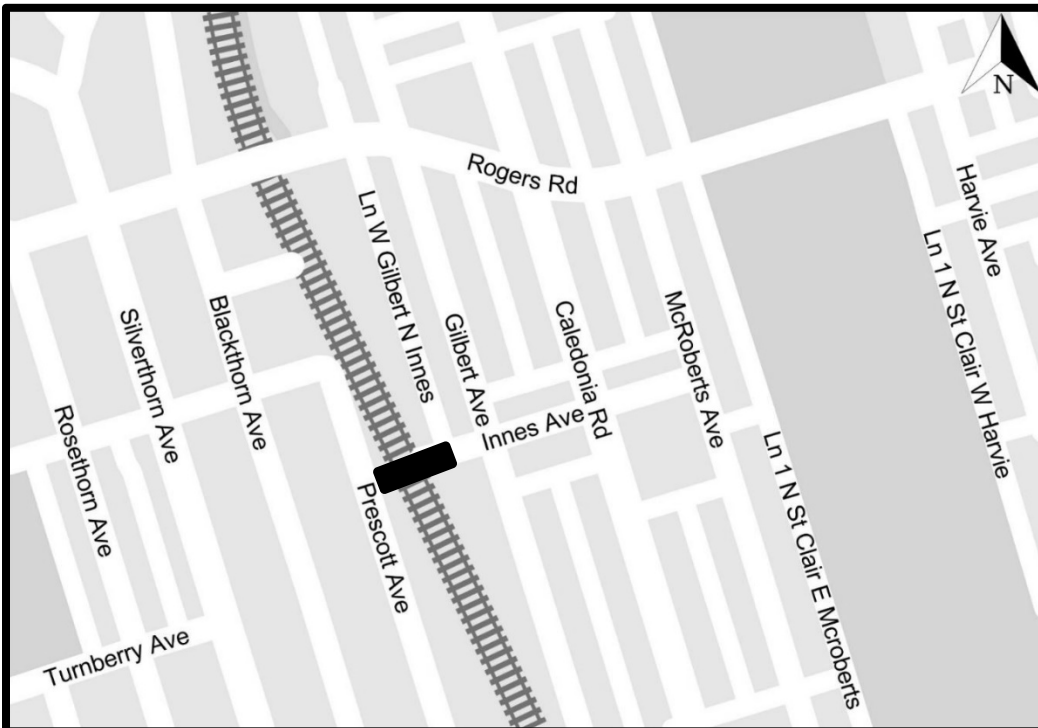 N
Rogers Rd
Harvie Ave
Ln W Gilbert N Innes
Ln 1 N St Clair W Harvie
Silverthorn Ave
Blackthorn Ave
Gilbert Ave
Caledonia Rd
McRoberts Ave
Rosethorn Ave
Innes Ave
Prescott Ave
Ln 1 N St Clair E Mcroberts
Turnberry Ave